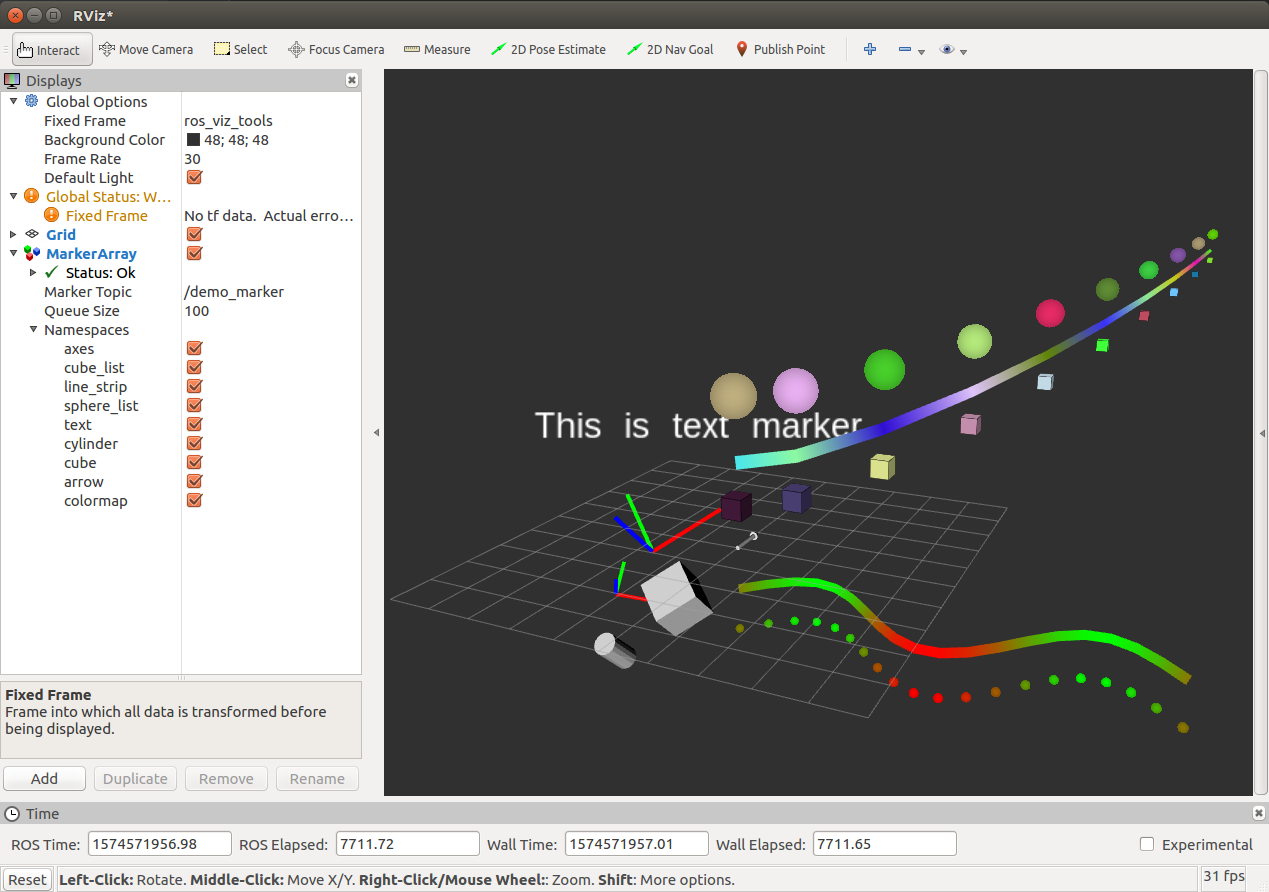 RViz*
Interact Move Camera Select Focus Camera Measure 2D Pose Estimate 2D Nav Goal Publish Point
Displays
Global Options
Fixed Frame ros_viz_tools
Background Color 48; 48; 48
Frame Rate 30
Default Light
Global Status: W...
Fixed Frame No tf data. Actual erro...
Grid
MarkerArray
Status: Ok
Marker Topic /demo_marker
Queue Size 100
Namespaces
axes
cube_list
line_strip
sphere_list
text
cylinder
cube
arrow
colormap
This is text marker
Fixed Frame
Frame into which all data is transformed before
being displayed.
Add Duplicate Remove Rename
Time
ROS Time: 1574571956.98 ROS Elapsed: 7711.72 Wall Time: 1574571957.01 Wall Elapsed: 7711.65 Experimental
Reset Left-Click: Rotate. Middle-Click: Move X/Y. Right-Click/Mouse Wheel:: Zoom. Shift: More options. 31 fps